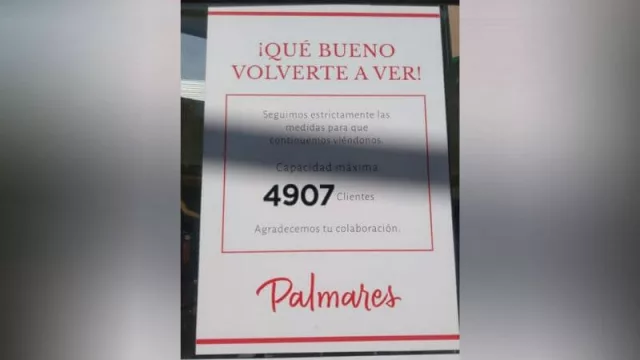 ¡QUÉ BUENO
VOLVERTE A VER!
Seguimos estrictamente las
medidas para que
continuemos viéndonos.
Capacidad máxima
4907 Clientes
Agradecemos tu colaboración.
Palmares